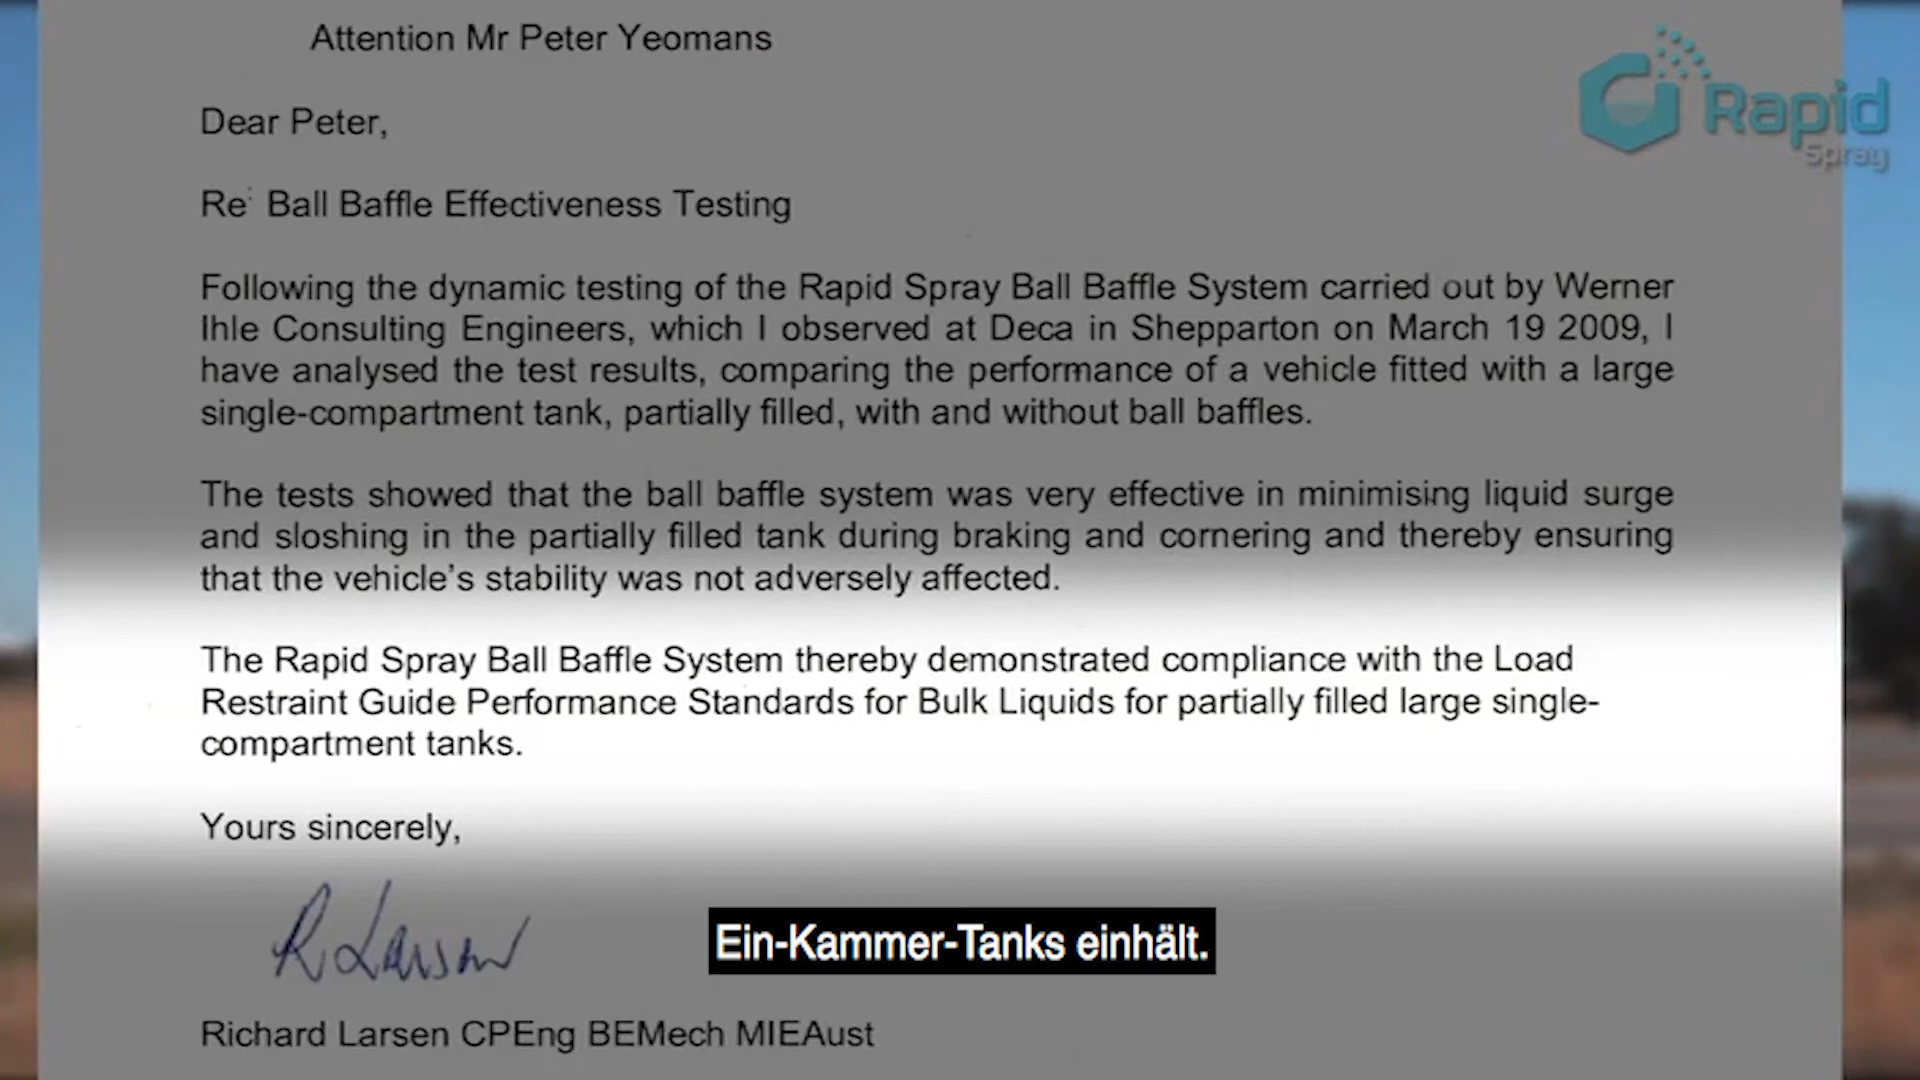 Attention Mr Peter Yeomans
Rapid
Spray
Dear Peter,
Re: Ball Baffle Effectiveness Testing
Following the dynamic testing of the Rapid Spray Ball Baffle System carried out by Werner
Ihle Consulting Engineers, which I observed at Deca in Shepparton on March 19 2009, I
have analysed the test results, comparing the performance of a vehicle fitted with a large
single-compartment tank, partially filled, with and without ball baffles.
The tests showed that the ball baffle system was very effective in minimising liquid surge
and sloshing in the partially filled tank during braking and cornering and thereby ensuring
that the vehicle’s stability was not adversely affected.
The Rapid Spray Ball Baffle System thereby demonstrated compliance with the Load
Restraint Guide Performance Standards for Bulk Liquids for partially filled large single-
compartment tanks.
Yours sincerely,
R Larsen
Ein-Kammer-Tanks einhält.
Richard Larsen CPEng BEMech MIEAust